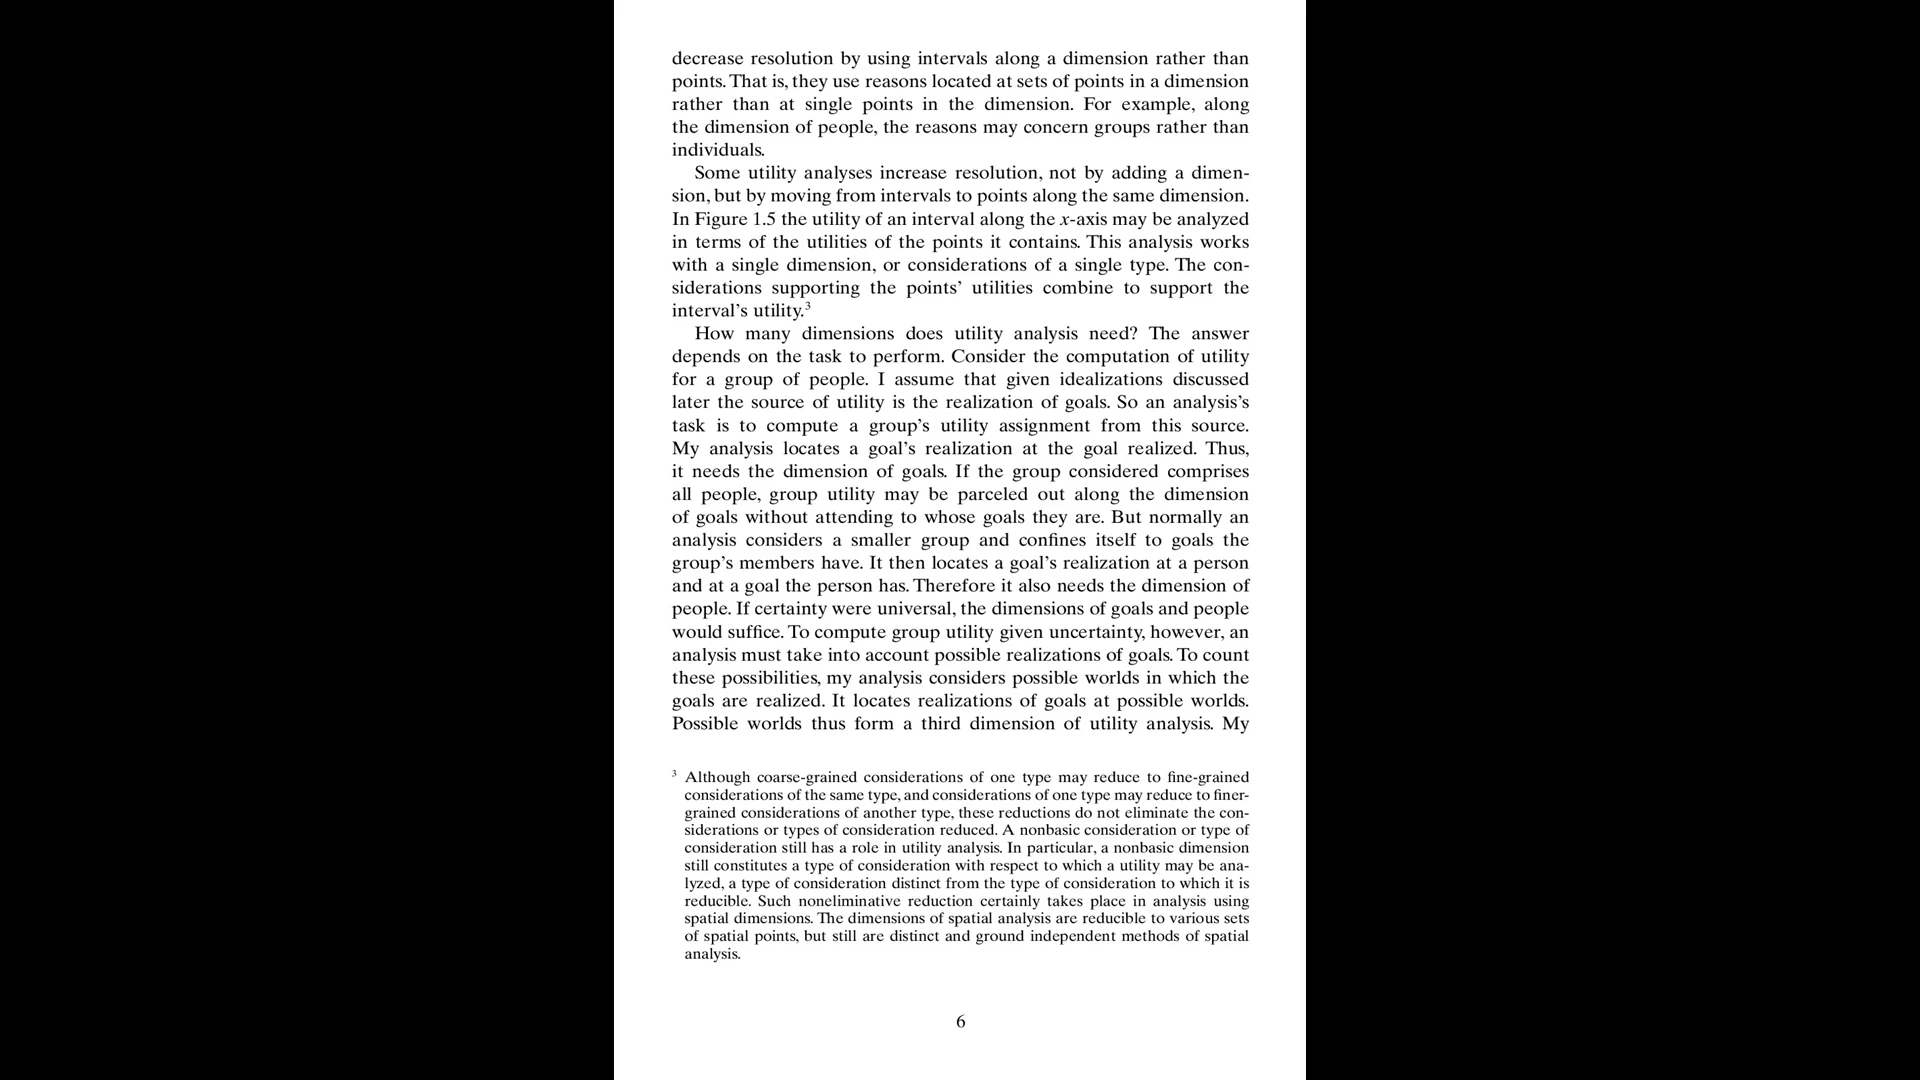 decrease resolution by using intervals along a dimension rather than
points. That is, they use reasons located at sets of points in a dimension
rather than at single points in the dimension. For example, along
the dimension of people, the reasons may concern groups rather than
individuals.
Some utility analyses increase resolution, not by adding a dimen-
sion, but by moving from intervals to points along the same dimension.
In Figure 1.5 the utility of an interval along the x-axis may be analyzed
in terms of the utilities of the points it contains. This analysis works
with a single dimension, or considerations of a single type. The con-
siderations supporting the points’ utilities combine to support the
interval’s utility.3
How many dimensions does utility analysis need? The answer
depends on the task to perform. Consider the computation of utility
for a group of people. I assume that given idealizations discussed
later the source of utility is the realization of goals. So an analysis’s
task is to compute a group’s utility assignment from this source.
My analysis locates a goal’s realization at the goal realized. Thus,
it needs the dimension of goals. If the group considered comprises
all people, group utility may be parceled out along the dimension
of goals without attending to whose goals they are. But normally an
analysis considers a smaller group and confines itself to goals the
group’s members have. It then locates a goal’s realization at a person
and at a goal the person has. Therefore it also needs the dimension of
people. If certainty were universal, the dimensions of goals and people
would suffice. To compute group utility given uncertainty, however, an
analysis must take into account possible realizations of goals. To count
these possibilities, my analysis considers possible worlds in which the
goals are realized. It locates realizations of goals at possible worlds.
Possible worlds thus form a third dimension of utility analysis. My
3 Although coarse-grained considerations of one type may reduce to fine-grained
considerations of the same type, and considerations of one type may reduce to finer-
grained considerations of another type, these reductions do not eliminate the con-
siderations or types of consideration reduced. A nonbasic consideration or type of
consideration still has a role in utility analysis. In particular, a nonbasic dimension
still constitutes a type of consideration with respect to which a utility may be ana-
lyzed, a type of consideration distinct from the type of consideration to which it is
reducible. Such noneliminative reduction certainly takes place in analysis using
spatial dimensions. The dimensions of spatial analysis are reducible to various sets
of spatial points, but still are distinct and ground independent methods of spatial
analysis.
6